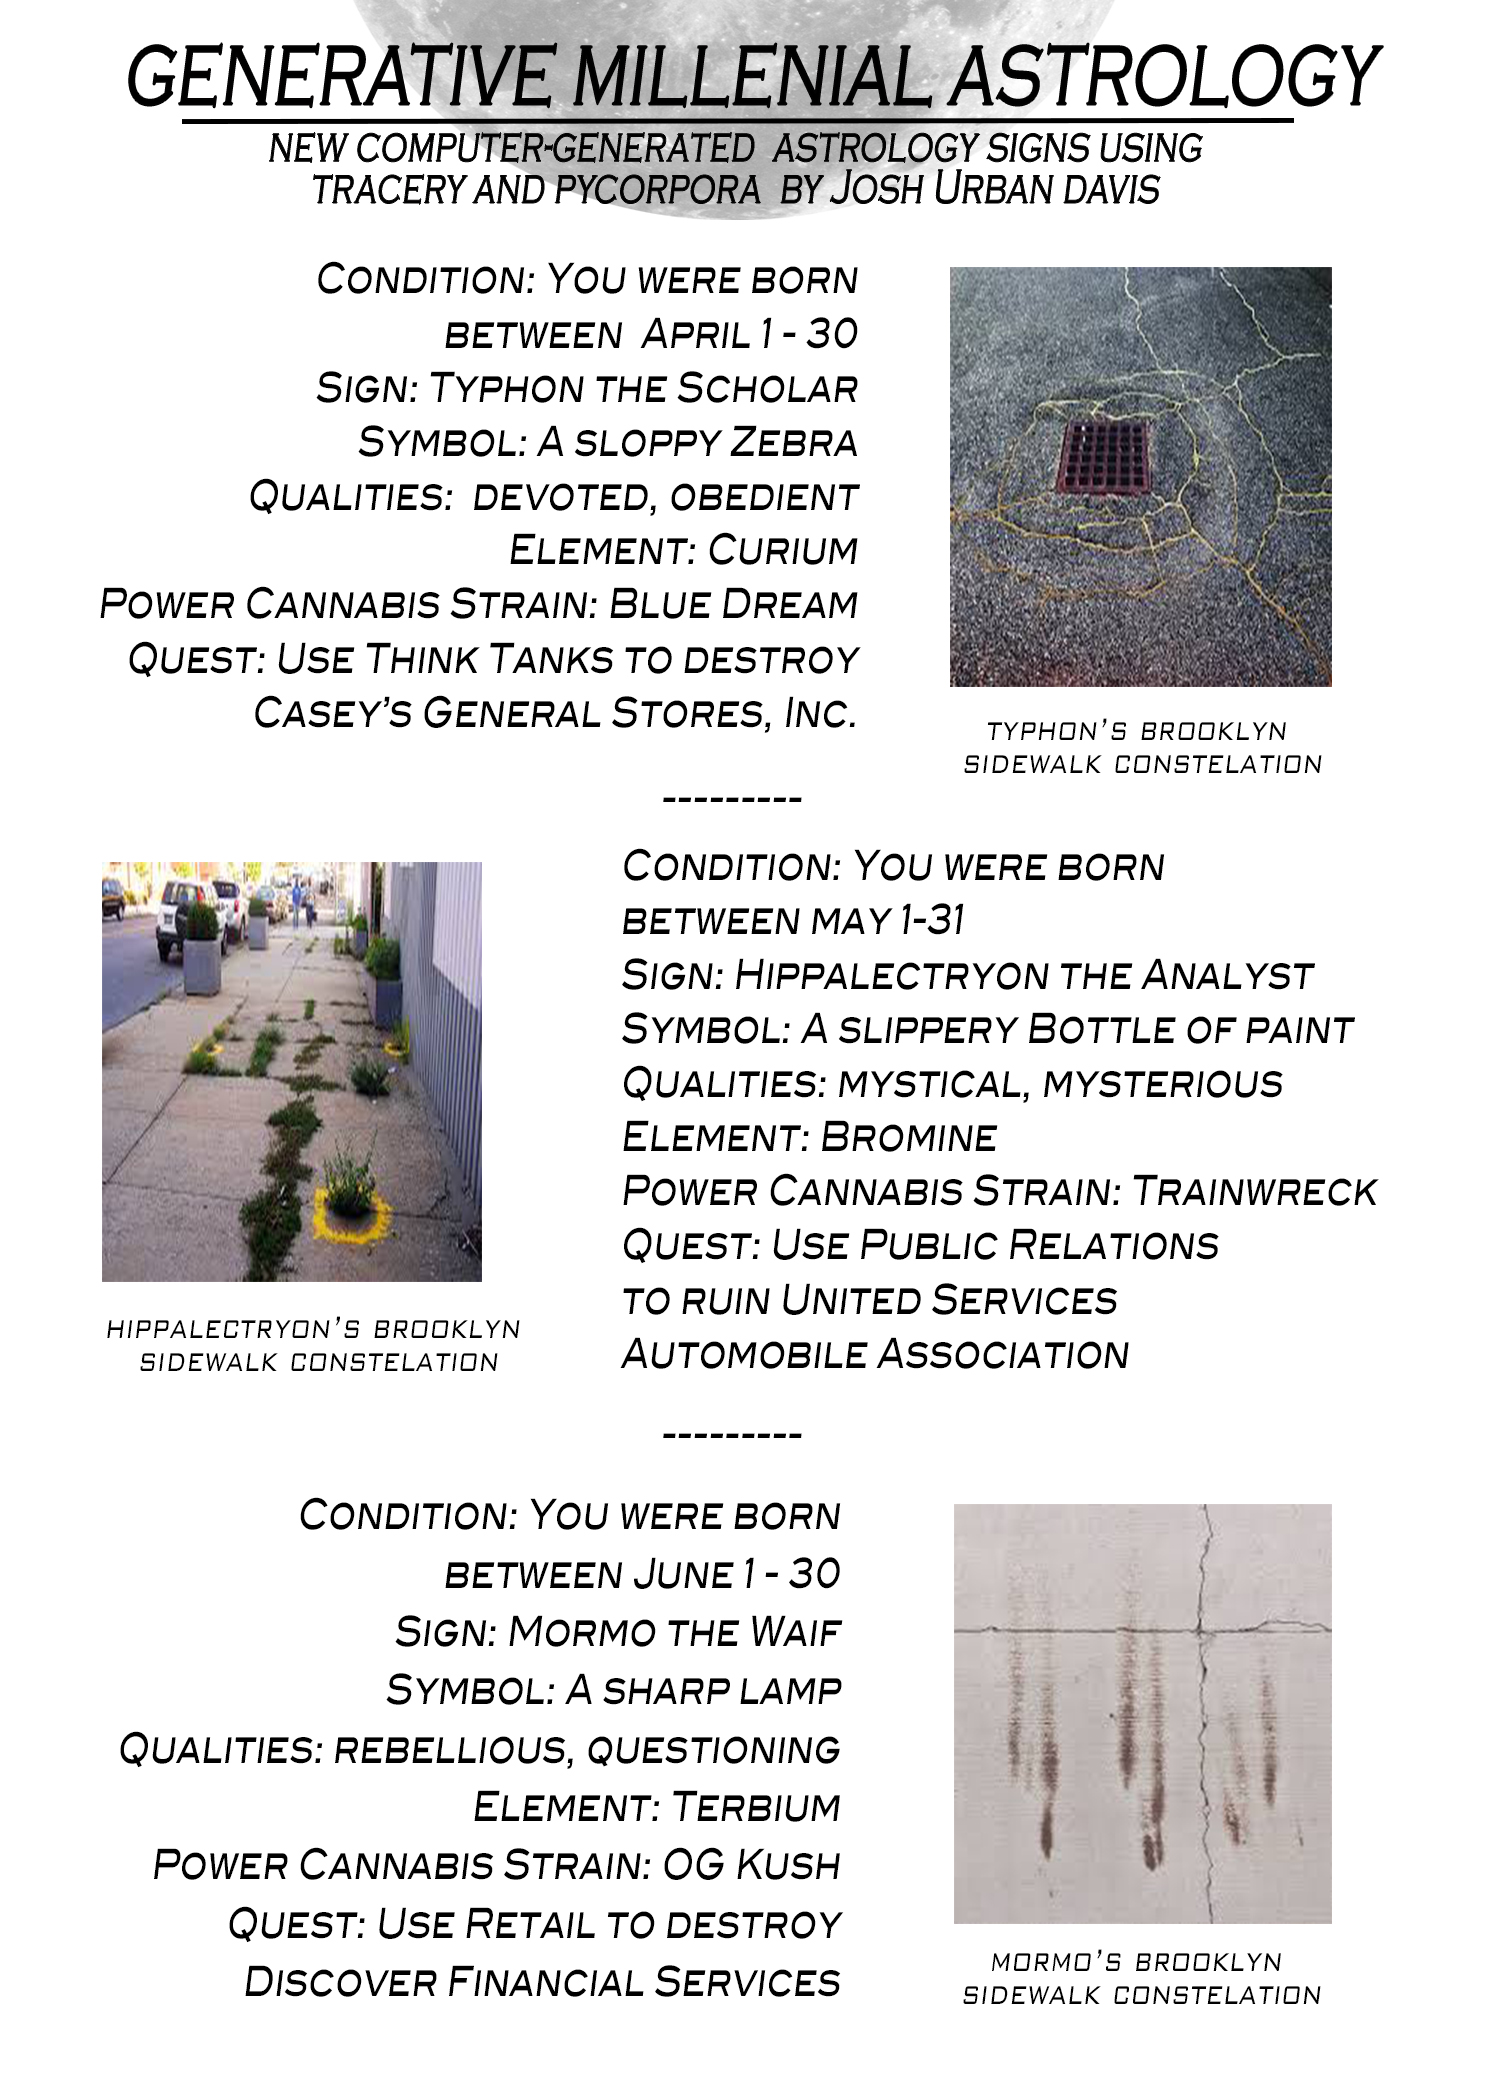 GENERATIVE MILLENIAL ASTROLOGY
NEW COMPUTER-GENERATED ASTROLOGY SIGNS USING
TRACERY AND PYCORPORA BY JOSH URBAN DAVIS
CONDITION: YOU WERE BORN
BETWEEN APRIL 1 - 30
SIGN: TYPHON THE SCHOLAR
SYMBOL: A SLOPPY ZEBRA
QUALITIES: DEVOTED, OBEDIENT
ELEMENT: CURIUM
POWER CANNABIS STRAIN: BLUE DREAM
QUEST: USE THINK TANKS TO DESTROY
CASEY'S GENERAL STORES, INC.
TYPHON'S BROOKLYN
SIDEWALK CONSTELATION
---------
CONDITION: YOU WERE BORN
BETWEEN MAY 1-31
SIGN: HIPPALECTRYON THE ANALYST
SYMBOL: A SLIPPERY BOTTLE OF PAINT
QUALITIES: MYSTICAL, MYSTERIOUS
ELEMENT: BROMINE
POWER CANNABIS STRAIN: TRAINWRECK
QUEST: USE PUBLIC RELATIONS
TO RUIN UNITED SERVICES
AUTOMOBILE ASSOCIATION
HIPPALECTRYON'S BROOKLYN
SIDEWALK CONSTELATION
---------
CONDITION: YOU WERE BORN
BETWEEN JUNE 1 - 30
SIGN: MORMO THE WAIF
SYMBOL: A SHARP LAMP
QUALITIES: REBELLIOUS, QUESTIONING
ELEMENT: TERBIUM
POWER CANNABIS STRAIN: OG KUSH
QUEST: USE RETAIL TO DESTROY
DISCOVER FINANCIAL SERVICES
MORMO'S BROOKLYN
SIDEWALK CONSTELATION